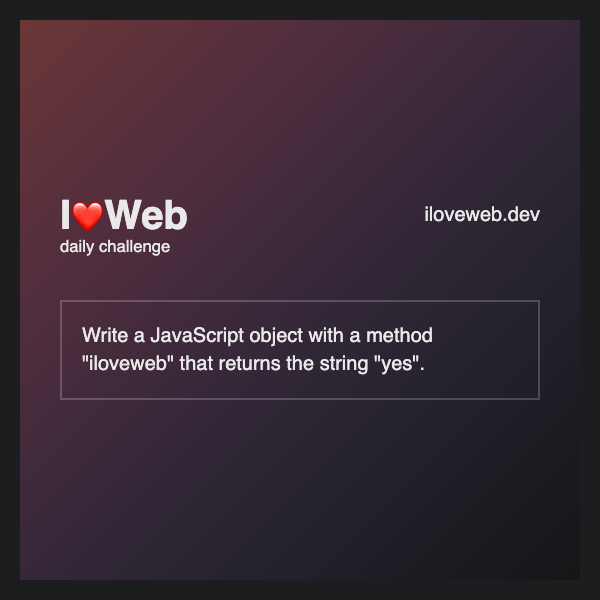 I❤️Web
iloveweb.dev
daily challenge
Write a JavaScript object with a method
"iloveweb" that returns the string "yes".